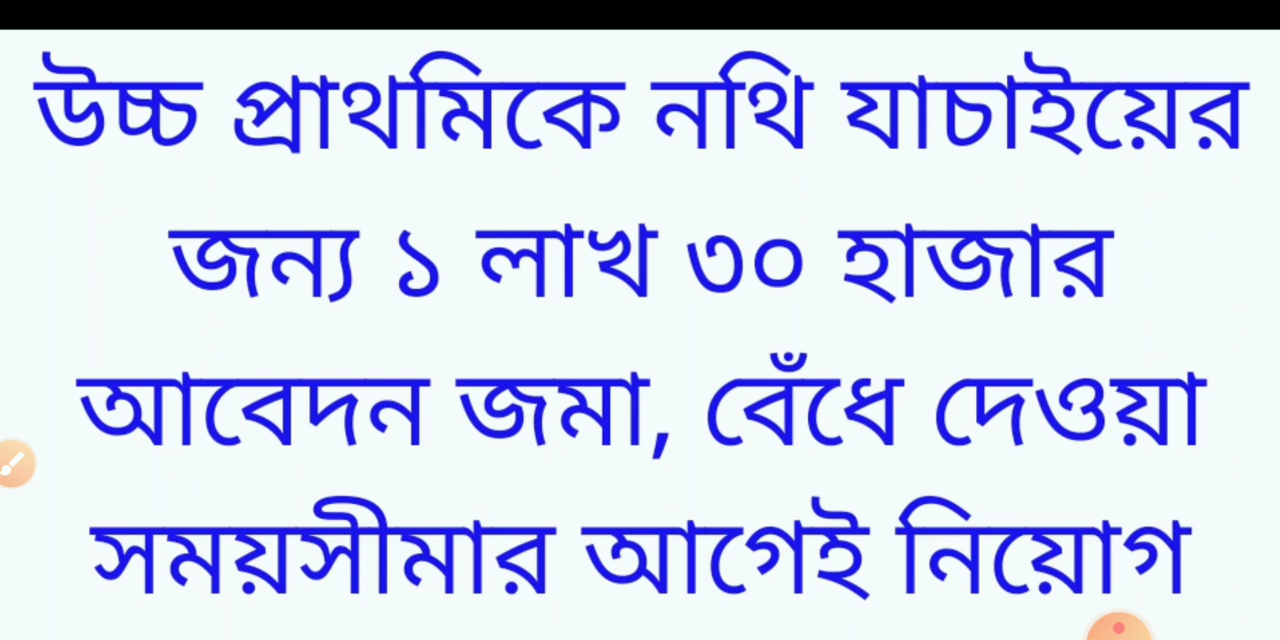 উচ্চ প্রাথমিকে নথি যাচাইয়ের
জন্য ১ লাখ ৩০ হাজার
আবেদন জমা, বেঁধে দেওয়া
সময়সীমার আগেই নিয়োগ